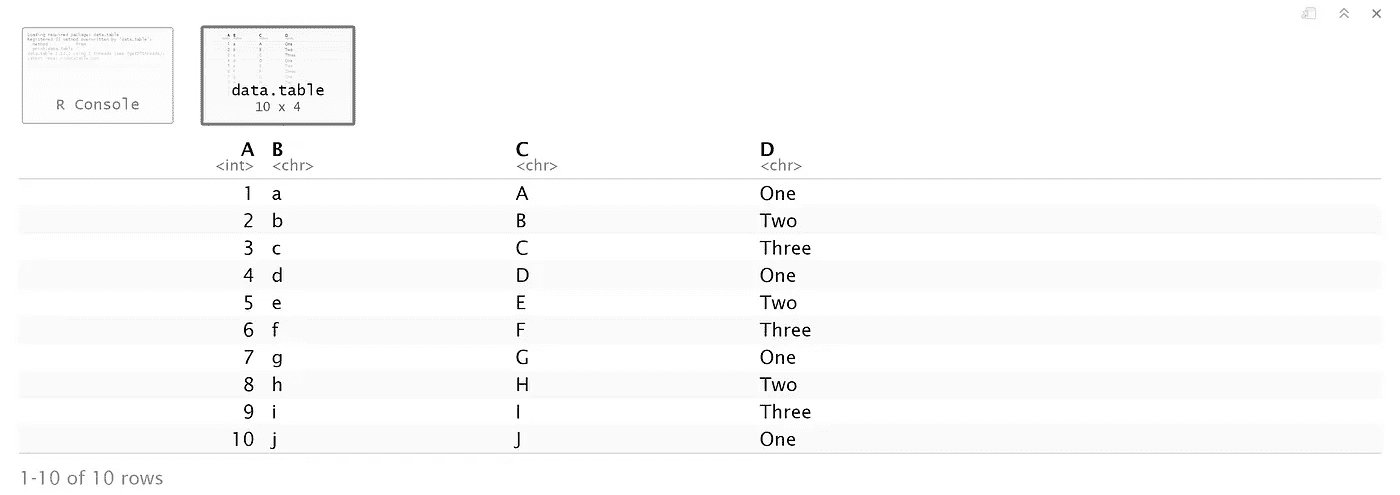 R Console
data.table
10 x 4
A B C D
<int> <chr> <chr> <chr>
1 a A One
2 b B Two
3 c C Three
4 d D One
5 e E Two
6 f F Three
7 g G One
8 h H Two
9 i I Three
10 j J One
1-10 of 10 rows